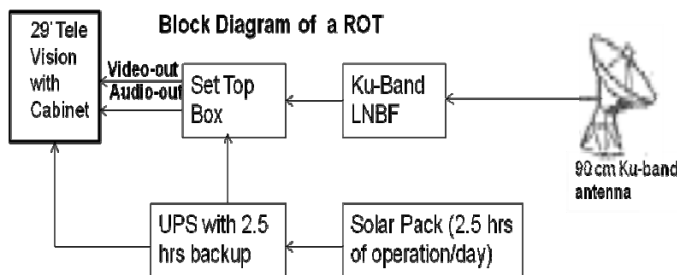 Block Diagram of a ROT
29' Tele
Vision
with
Cabinet
Video-out
Audio-out
Set Top
Box
Ku-Band
LNBF
90 cm Ku-band
antenna
UPS with 2.5
hrs backup
Solar Pack (2.5 hrs
of operation/day)